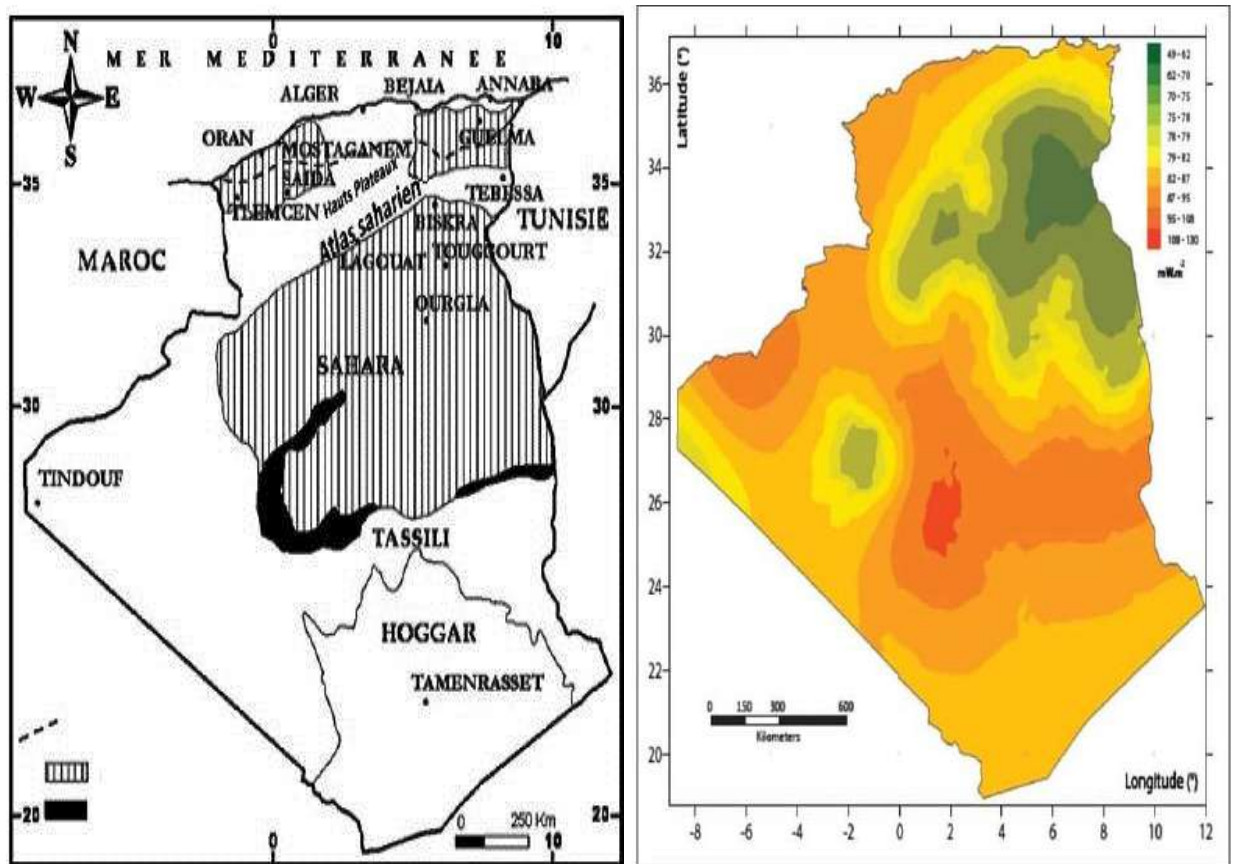 0
10
N
W
E
S
MER MEDITERRANEE
ALGER
BEJAIA
ANNABA
ORAN
GUELMA
MOSTAGANEM
SAIDA
Hauts Plateaux
35
35
TLEMCEN
TEBESSA
Atlas saharien
BISKRA
TUNISIE
MAROC
LAGOUAT
TOUGGOURT
OURGLA
SAHARA
30
30
TINDOUF
TASSILI
HOGGAR
TAMENRASSET
20
20
0
250 Km
0
10
Latitude (°)
36
34
32
30
28
26
24
22
20
49-62
62-70
70-75
75-78
78-79
79-82
82-87
87-95
95-108
108-130
mW.m-2
0 150 300 600
Kilometers
Longitude (°)
-8 -6 -4 -2 0 2 4 6 8 10 12